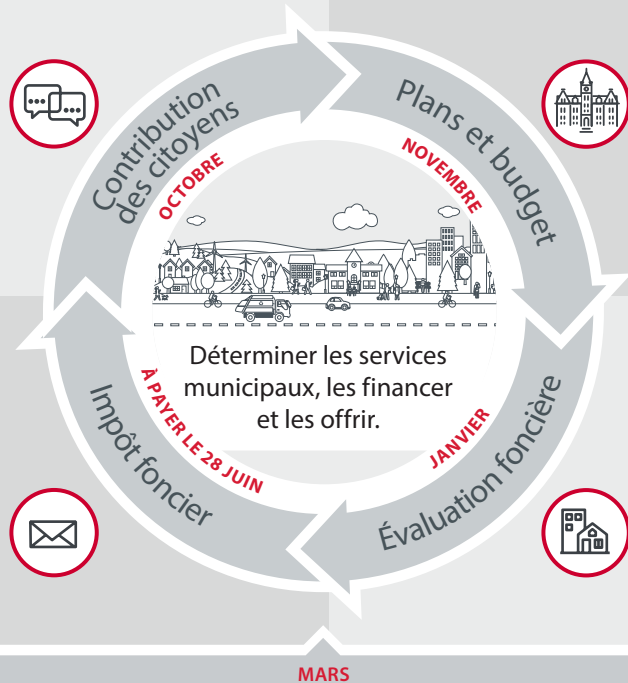 Contribution
des citoyens
OCTOBRE
Plans et budget
NOVEMBRE
Déterminer les services
municipaux, les financer
et les offrir.
Impôt foncier
À PAYER LE 28 JUIN
Évaluation foncière
JANVIER
MARS